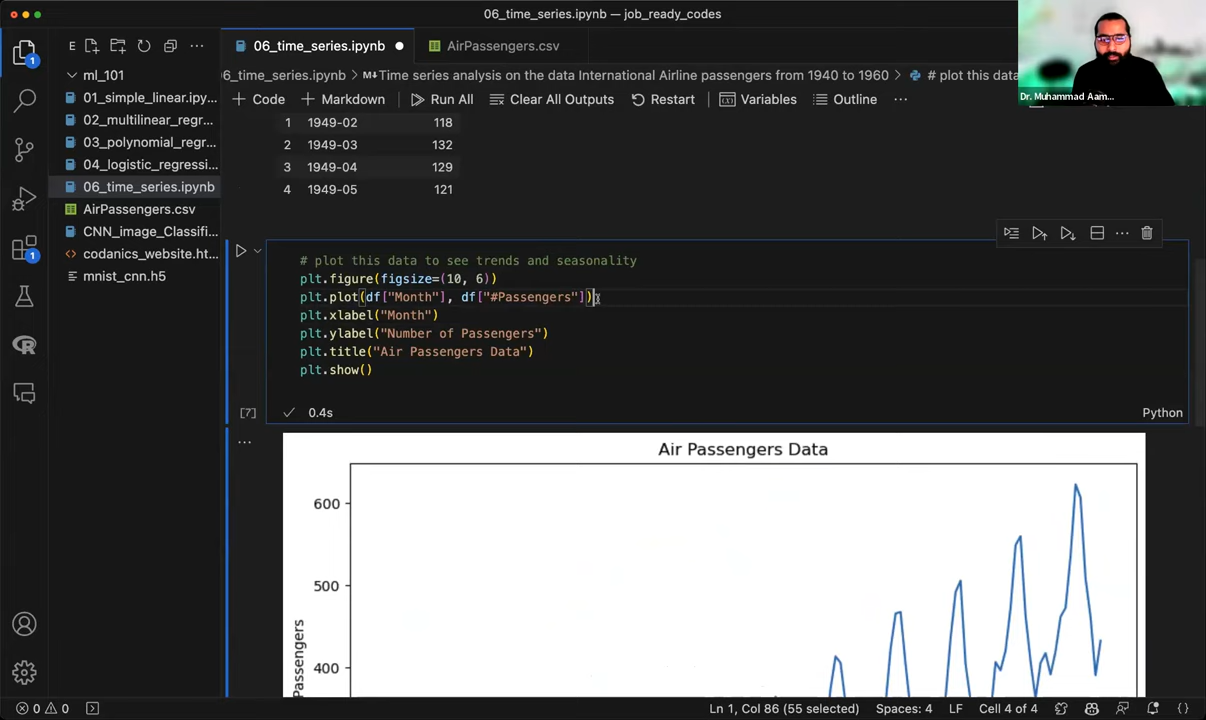 06_time_series.ipynb — job_ready_codes
E
06_time_series.ipynb
AirPassengers.csv
ml_101
01_simple_linear.ipy...
02_multilinear_regr...
03_polynomial_regr...
04_logistic_regressi...
06_time_series.ipynb
AirPassengers.csv
CNN_image_Classifi...
codanics_website.ht...
mnist_cnn.h5
1
1
06_time_series.ipynb > M↓Time series analysis on the data International Airline passengers from 1940 to 1960 > # plot this data
+ Code + Markdown Run All Clear All Outputs Restart Variables Outline ...
1 1949-02 118
2 1949-03 132
3 1949-04 129
4 1949-05 121
# plot this data to see trends and seasonality
plt.figure(figsize=(10, 6))
plt.plot(df["Month"], df["#Passengers"])
plt.xlabel("Month")
plt.ylabel("Number of Passengers")
plt.title("Air Passengers Data")
plt.show()
[7] ✓ 0.4s Python
Air Passengers Data
600
500
400
Passengers
0 0 Ln 1, Col 86 (55 selected) Spaces: 4 LF Cell 4 of 4
Dr. Muhammad Aam...